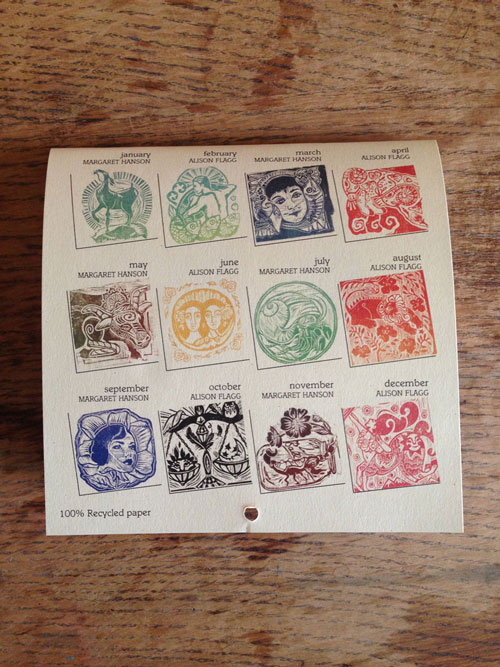 january
MARGARET HANSON
february
ALISON FLAGG
march
MARGARET HANSON
april
ALISON FLAGG
may
MARGARET HANSON
june
ALISON FLAGG
july
MARGARET HANSON
august
ALISON FLAGG
september
MARGARET HANSON
october
ALISON FLAGG
november
MARGARET HANSON
december
ALISON FLAGG
100% Recycled paper